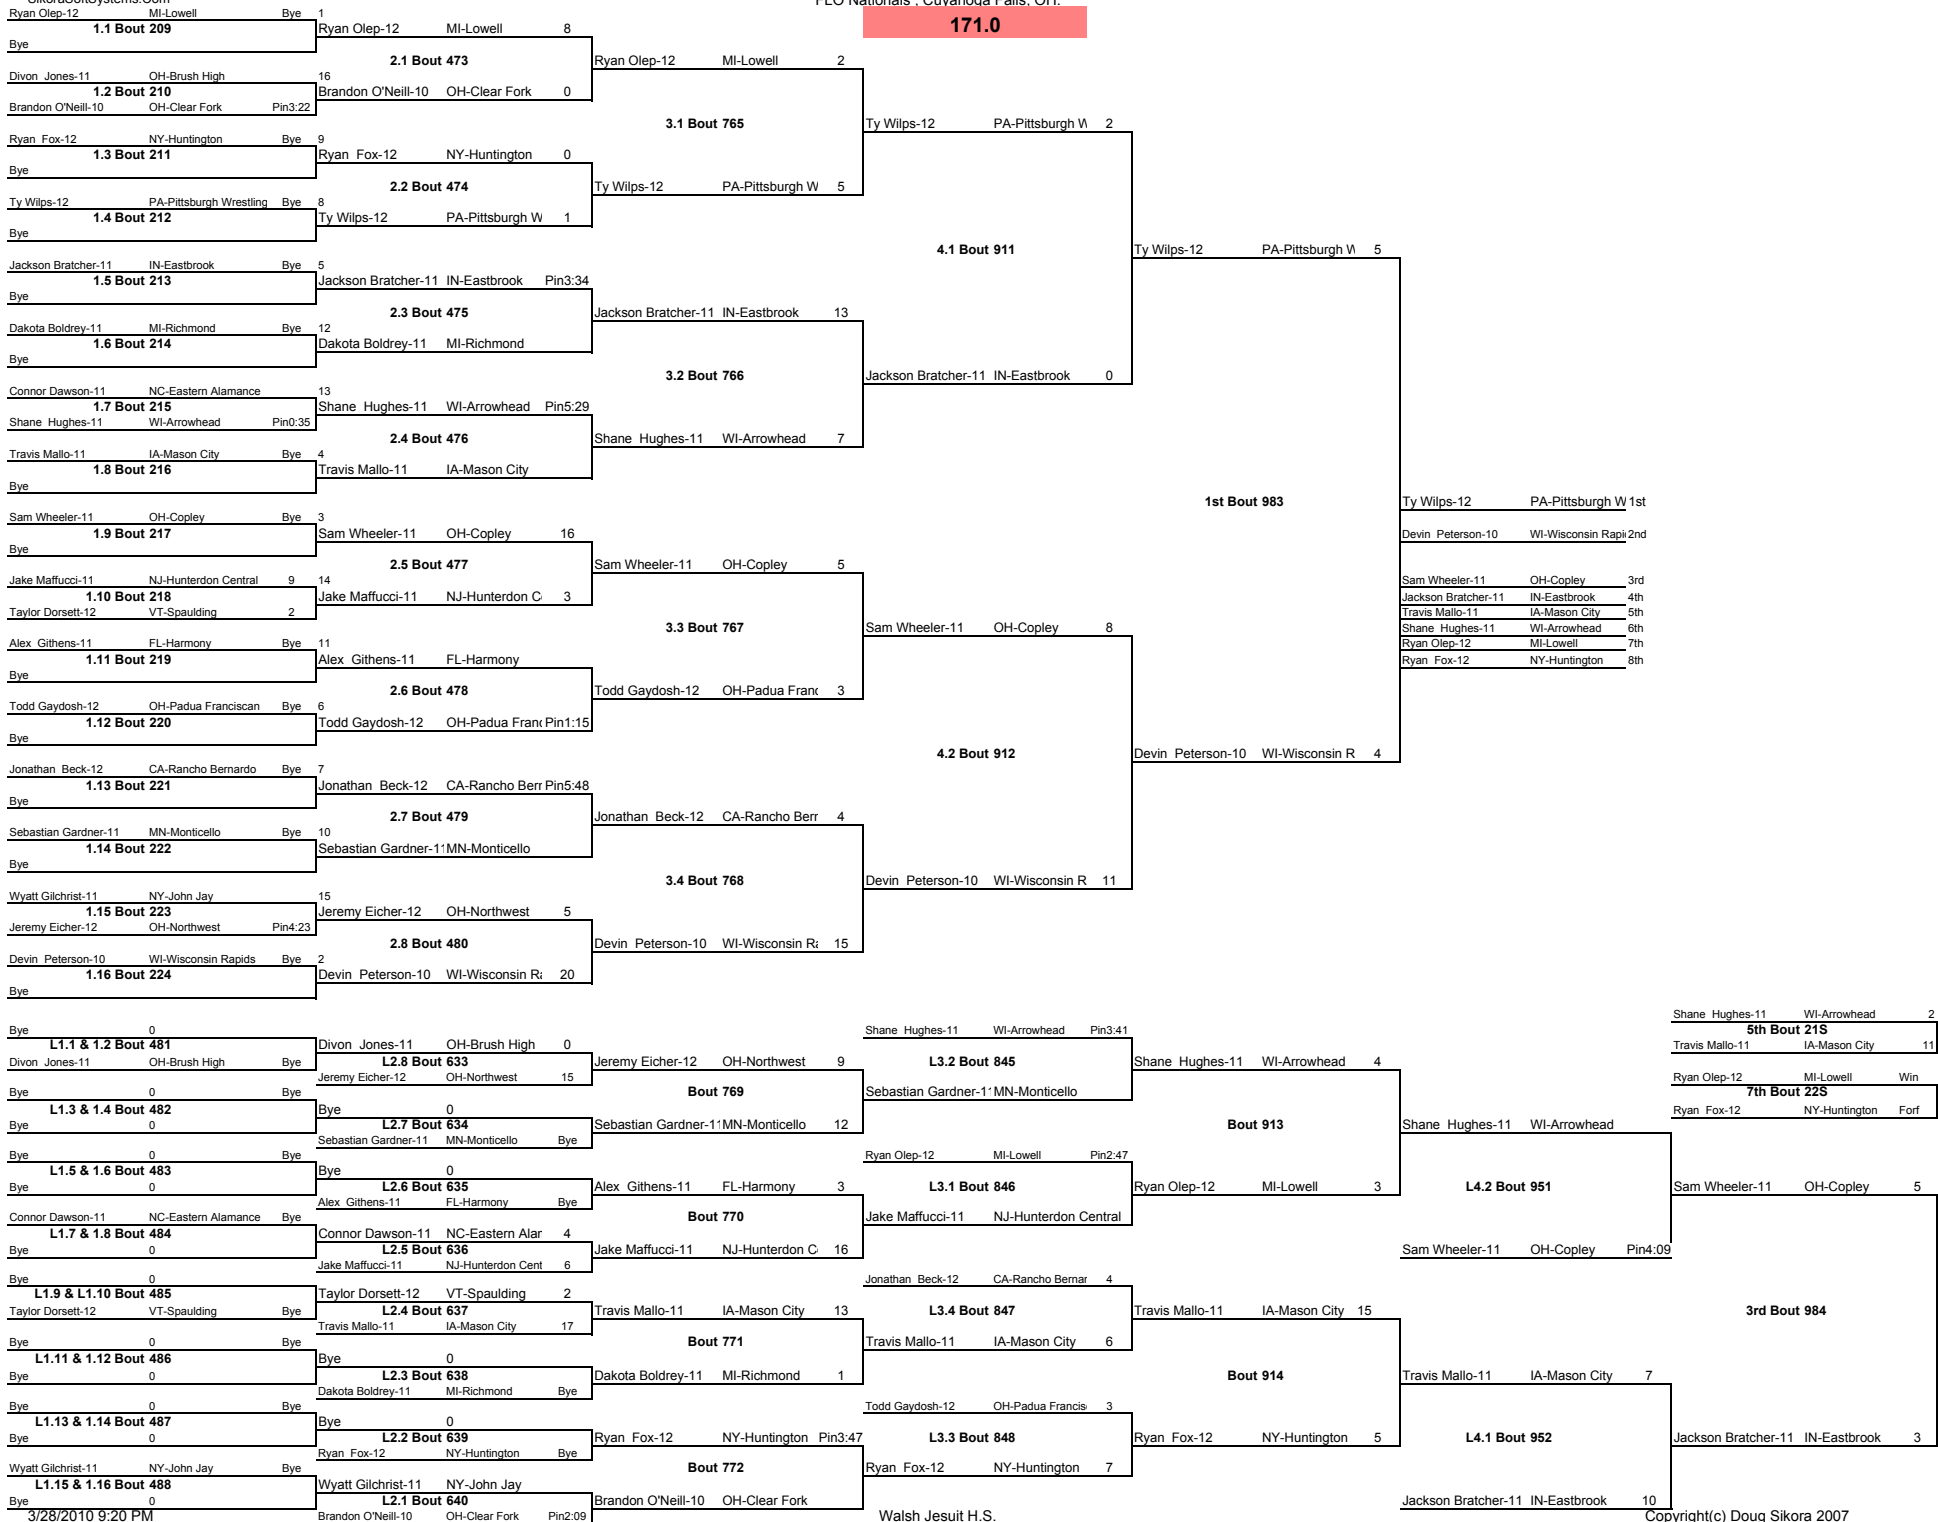 SikoraSoftSystems.Com
FLO Nationals , Cuyahoga Falls, OH.
171.0
Ryan Olep-12 MI-Lowell Bye 1
1.1 Bout 209
Bye
Divon Jones-11 OH-Brush High 16
1.2 Bout 210
Brandon O'Neill-10 OH-Clear Fork Pin3:22
Ryan Fox-12 NY-Huntington Bye 9
1.3 Bout 211
Bye
Ty Wilps-12 PA-Pittsburgh Wrestling Bye 8
1.4 Bout 212
Bye
Jackson Bratcher-11 IN-Eastbrook Bye 5
1.5 Bout 213
Bye
Dakota Boldrey-11 MI-Richmond Bye 12
1.6 Bout 214
Bye
Connor Dawson-11 NC-Eastern Alamance 13
1.7 Bout 215
Shane Hughes-11 WI-Arrowhead Pin0:35
Travis Mallo-11 IA-Mason City Bye 4
1.8 Bout 216
Bye
Sam Wheeler-11 OH-Copley Bye 3
1.9 Bout 217
Bye
Jake Maffucci-11 NJ-Hunterdon Central 9 14
1.10 Bout 218
Taylor Dorsett-12 VT-Spaulding 2
Alex Githens-11 FL-Harmony Bye 11
1.11 Bout 219
Bye
Todd Gaydosh-12 OH-Padua Franciscan Bye 6
1.12 Bout 220
Bye
Jonathan Beck-12 CA-Rancho Bernardo Bye 7
1.13 Bout 221
Bye
Sebastian Gardner-11 MN-Monticello Bye 10
1.14 Bout 222
Bye
Wyatt Gilchrist-11 NY-John Jay 15
1.15 Bout 223
Jeremy Eicher-12 OH-Northwest Pin4:23
Devin Peterson-10 WI-Wisconsin Rapids Bye 2
1.16 Bout 224
Bye
Ryan Olep-12 MI-Lowell 8
2.1 Bout 473
Brandon O'Neill-10 OH-Clear Fork 0
Ryan Fox-12 NY-Huntington 0
2.2 Bout 474
Ty Wilps-12 PA-Pittsburgh W 1
Jackson Bratcher-11 IN-Eastbrook Pin3:34
2.3 Bout 475
Dakota Boldrey-11 MI-Richmond
Shane Hughes-11 WI-Arrowhead Pin5:29
2.4 Bout 476
Travis Mallo-11 IA-Mason City
Sam Wheeler-11 OH-Copley 16
2.5 Bout 477
Jake Maffucci-11 NJ-Hunterdon C 3
Alex Githens-11 FL-Harmony
2.6 Bout 478
Todd Gaydosh-12 OH-Padua Fran Pin1:15
Jonathan Beck-12 CA-Rancho Berr Pin5:48
2.7 Bout 479
Sebastian Gardner-11 MN-Monticello
Jeremy Eicher-12 OH-Northwest 5
2.8 Bout 480
Devin Peterson-10 WI-Wisconsin Ra 20
Ryan Olep-12 MI-Lowell 2
3.1 Bout 765
Ty Wilps-12 PA-Pittsburgh W 5
Jackson Bratcher-11 IN-Eastbrook 13
3.2 Bout 766
Shane Hughes-11 WI-Arrowhead 7
Sam Wheeler-11 OH-Copley 5
3.3 Bout 767
Todd Gaydosh-12 OH-Padua Franc 3
Jonathan Beck-12 CA-Rancho Berr 4
3.4 Bout 768
Devin Peterson-10 WI-Wisconsin Ra 15
Ty Wilps-12 PA-Pittsburgh W 2
4.1 Bout 911
Jackson Bratcher-11 IN-Eastbrook 0
Sam Wheeler-11 OH-Copley 8
4.2 Bout 912
Devin Peterson-10 WI-Wisconsin R 11
Ty Wilps-12 PA-Pittsburgh W 5
1st Bout 983
Devin Peterson-10 WI-Wisconsin R 4
Ty Wilps-12 PA-Pittsburgh W 1st
Devin Peterson-10 WI-Wisconsin Rapi 2nd
Sam Wheeler-11 OH-Copley 3rd
Jackson Bratcher-11 IN-Eastbrook 4th
Travis Mallo-11 IA-Mason City 5th
Shane Hughes-11 WI-Arrowhead 6th
Ryan Olep-12 MI-Lowell 7th
Ryan Fox-12 NY-Huntington 8th
Bye 0
L1.1 & 1.2 Bout 481
Divon Jones-11 OH-Brush High Bye
Bye 0 Bye
L1.3 & 1.4 Bout 482
Bye 0
Bye 0 Bye
L1.5 & 1.6 Bout 483
Bye 0
Connor Dawson-11 NC-Eastern Alamance Bye
L1.7 & 1.8 Bout 484
Bye 0
Bye 0
L1.9 & L1.10 Bout 485
Taylor Dorsett-12 VT-Spaulding Bye
Bye 0 Bye
L1.11 & 1.12 Bout 486
Bye 0
Bye 0 Bye
L1.13 & 1.14 Bout 487
Bye 0
Wyatt Gilchrist-11 NY-John Jay Bye
L1.15 & 1.16 Bout 488
Bye 0
Divon Jones-11 OH-Brush High 0
L2.8 Bout 633
Jeremy Eicher-12 OH-Northwest 15
Bye 0
L2.7 Bout 634
Sebastian Gardner-11 MN-Monticello Bye
Bye 0
L2.6 Bout 635
Alex Githens-11 FL-Harmony Bye
Connor Dawson-11 NC-Eastern Alar 4
L2.5 Bout 636
Jake Maffucci-11 NJ-Hunterdon Cent 6
Taylor Dorsett-12 VT-Spaulding 2
L2.4 Bout 637
Travis Mallo-11 IA-Mason City 17
Bye 0
L2.3 Bout 638
Dakota Boldrey-11 MI-Richmond Bye
Bye 0
L2.2 Bout 639
Ryan Fox-12 NY-Huntington Bye
Wyatt Gilchrist-11 NY-John Jay
L2.1 Bout 640
Brandon O'Neill-10 OH-Clear Fork Pin2:09
Jeremy Eicher-12 OH-Northwest 9
Bout 769
Sebastian Gardner-11 MN-Monticello 12
Alex Githens-11 FL-Harmony 3
Bout 770
Jake Maffucci-11 NJ-Hunterdon C 16
Travis Mallo-11 IA-Mason City 13
Bout 771
Dakota Boldrey-11 MI-Richmond 1
Ryan Fox-12 NY-Huntington Pin3:47
Bout 772
Brandon O'Neill-10 OH-Clear Fork
Shane Hughes-11 WI-Arrowhead Pin3:41
L3.2 Bout 845
Sebastian Gardner-11 MN-Monticello
Ryan Olep-12 MI-Lowell Pin2:47
L3.1 Bout 846
Jake Maffucci-11 NJ-Hunterdon Central
Jonathan Beck-12 CA-Rancho Bernar 4
L3.4 Bout 847
Travis Mallo-11 IA-Mason City 6
Todd Gaydosh-12 OH-Padua Francis 3
L3.3 Bout 848
Ryan Fox-12 NY-Huntington 7
Shane Hughes-11 WI-Arrowhead 4
Bout 913
Ryan Olep-12 MI-Lowell 3
Travis Mallo-11 IA-Mason City 15
Bout 914
Ryan Fox-12 NY-Huntington 5
Shane Hughes-11 WI-Arrowhead
L4.2 Bout 951
Sam Wheeler-11 OH-Copley Pin4:09
Travis Mallo-11 IA-Mason City 7
L4.1 Bout 952
Jackson Bratcher-11 IN-Eastbrook 10
Shane Hughes-11 WI-Arrowhead 2
5th Bout 21S
Travis Mallo-11 IA-Mason City 11
Ryan Olep-12 MI-Lowell Win
7th Bout 22S
Ryan Fox-12 NY-Huntington Forf
Sam Wheeler-11 OH-Copley 5
3rd Bout 984
Jackson Bratcher-11 IN-Eastbrook 3
3/28/2010 9:20 PM
Walsh Jesuit H.S.
Copyright(c) Doug Sikora 2007